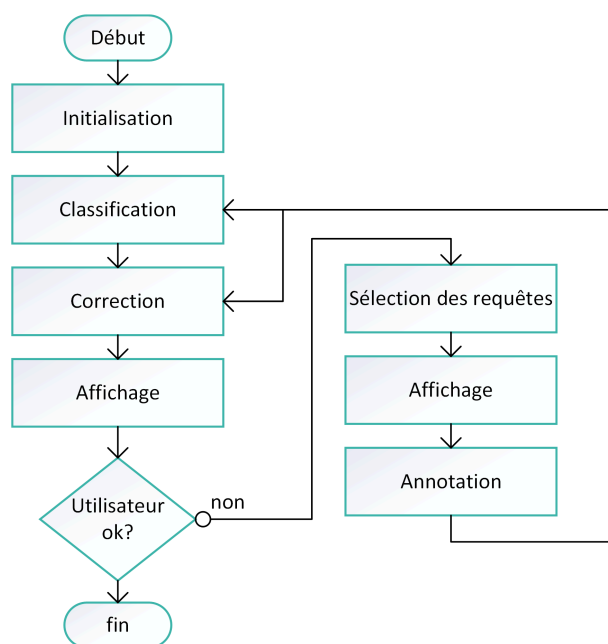 Début
Initialisation
Classification
Correction
Affichage
Utilisateur
ok?
non
fin
Sélection des requêtes
Affichage
Annotation